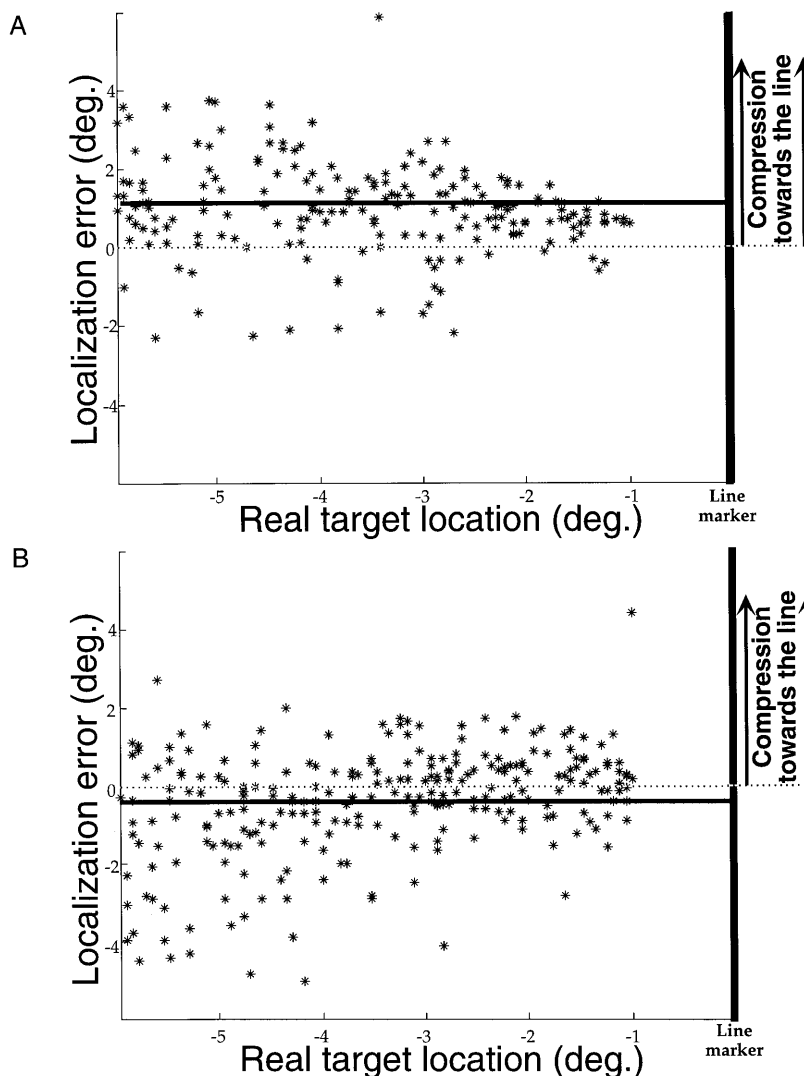 A
Localization error (deg.)
4
2
0
-2
-4
-5
-4
-3
-2
-1
Line
marker
Real target location (deg.)
Compression
towards the line
B
Localization error (deg.)
4
2
0
-2
-4
-5
-4
-3
-2
-1
Line
marker
Real target location (deg.)
Compression
towards the line